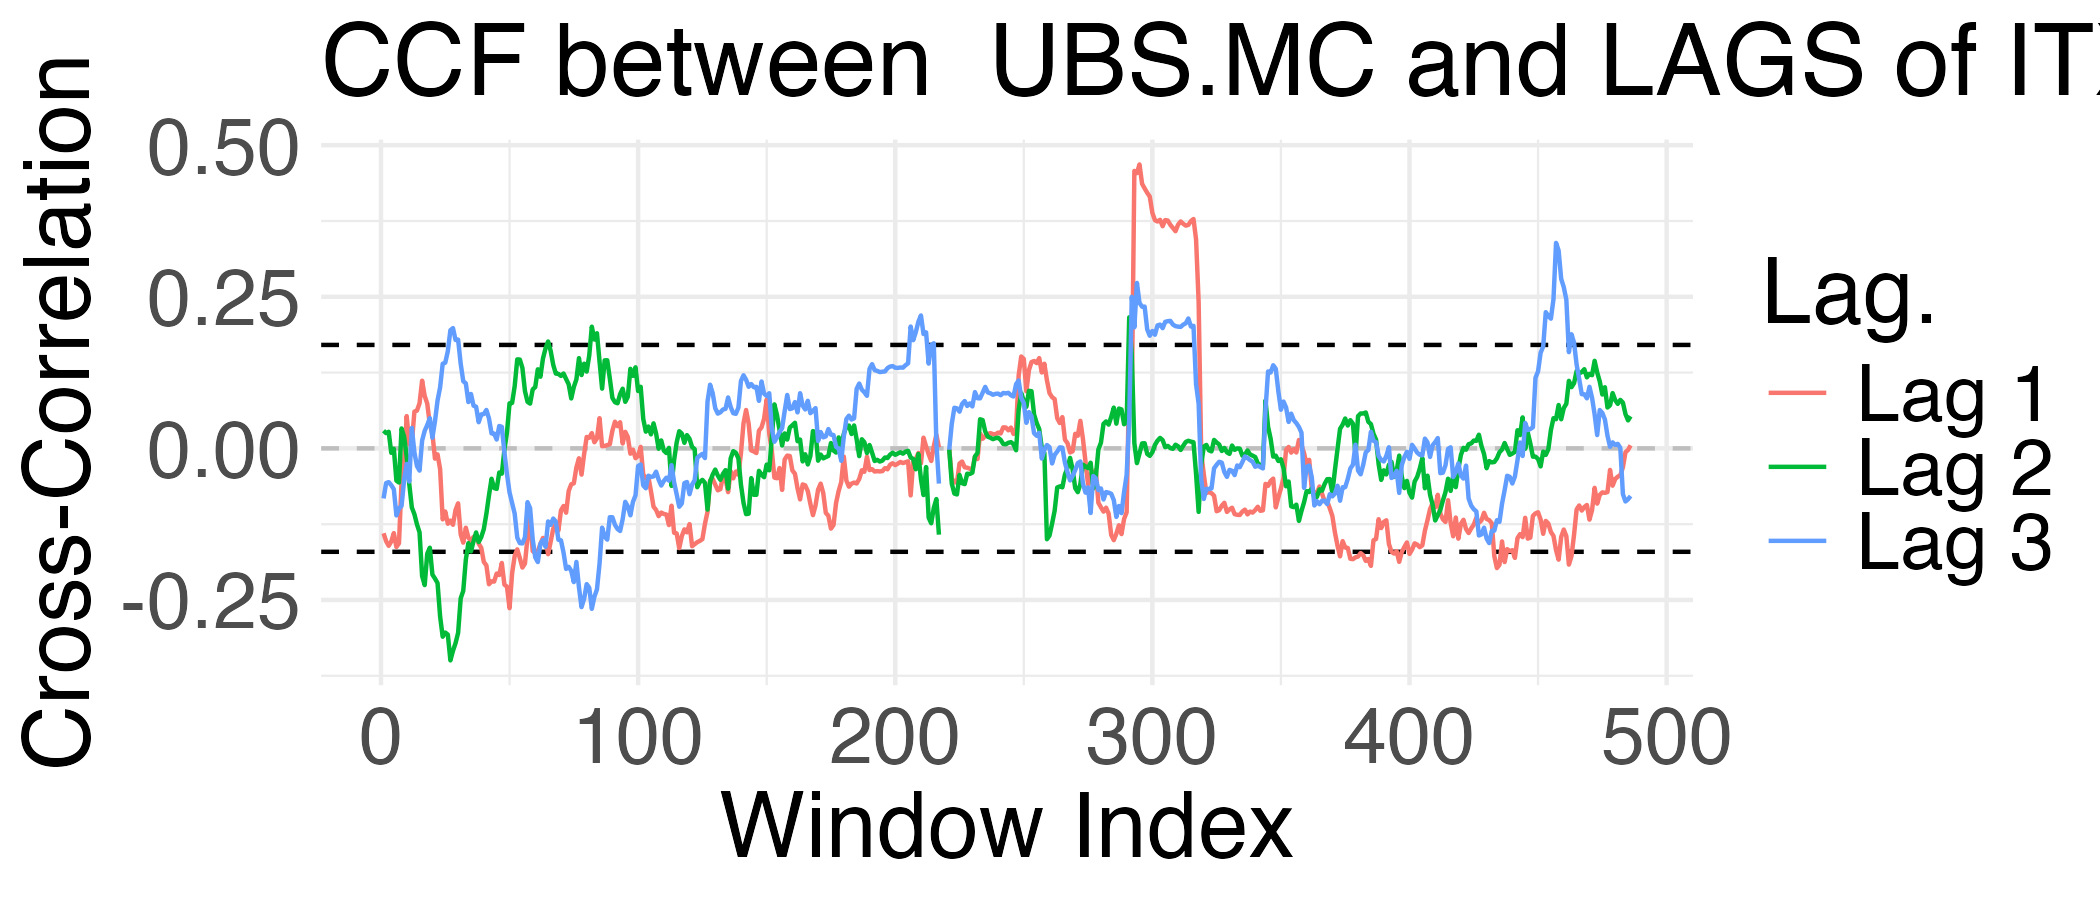 CCF between UBS.MC and LAGS of IT
Cross-Correlation
0.50
0.25
0.00
-0.25
0
100
200
300
400
500
Window Index
Lag.
Lag 1
Lag 2
Lag 3